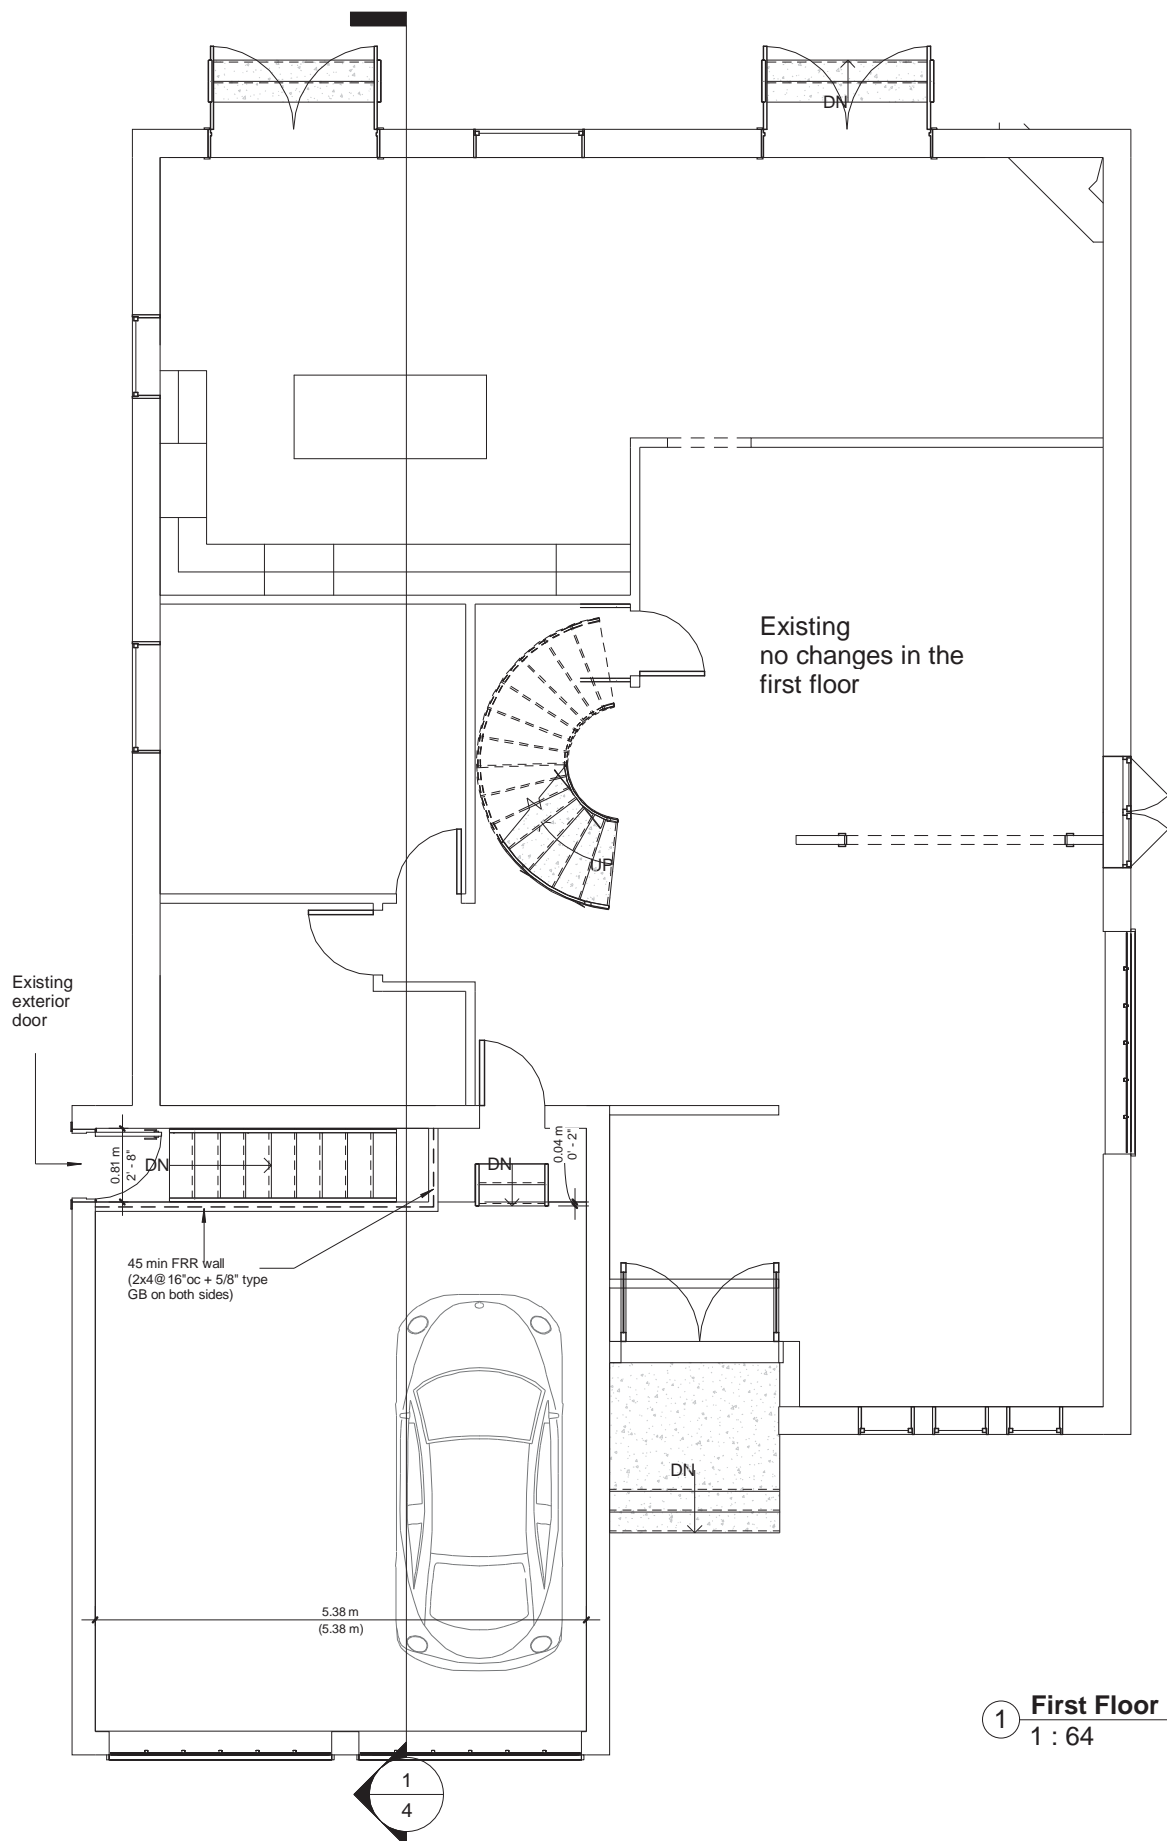 DN
Existing
no changes in the
first floor
UP
Existing
exterior
door
0.81 m
2' - 8"
DN
DN
0.04 m
0' - 2"
45 min FRR wall
(2x4@16"oc + 5/8" type
GB on both sides)
DN
5.38 m
(5.38 m)
1
First Floor
1 : 64
1
4